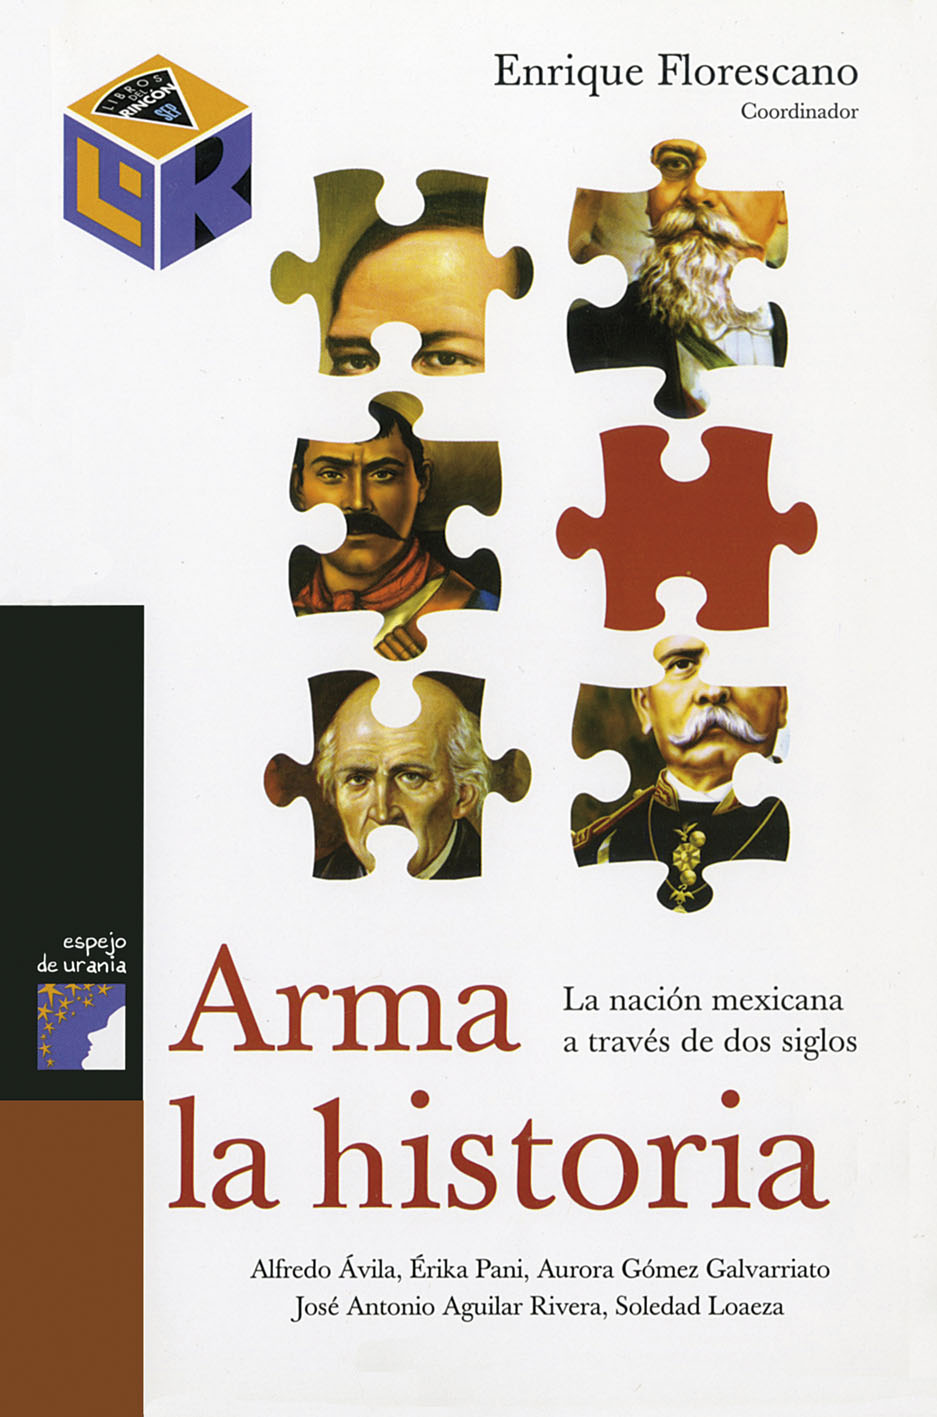 LIBROS
DEL
RINCÓN
SEP
L
R
Enrique Florescano
Coordinador
espejo
de urania
Arma
la historia
La nación mexicana
a través de dos siglos
Alfredo Ávila, Érika Pani, Aurora Gómez Galvarriato
José Antonio Aguilar Rivera, Soledad Loaeza